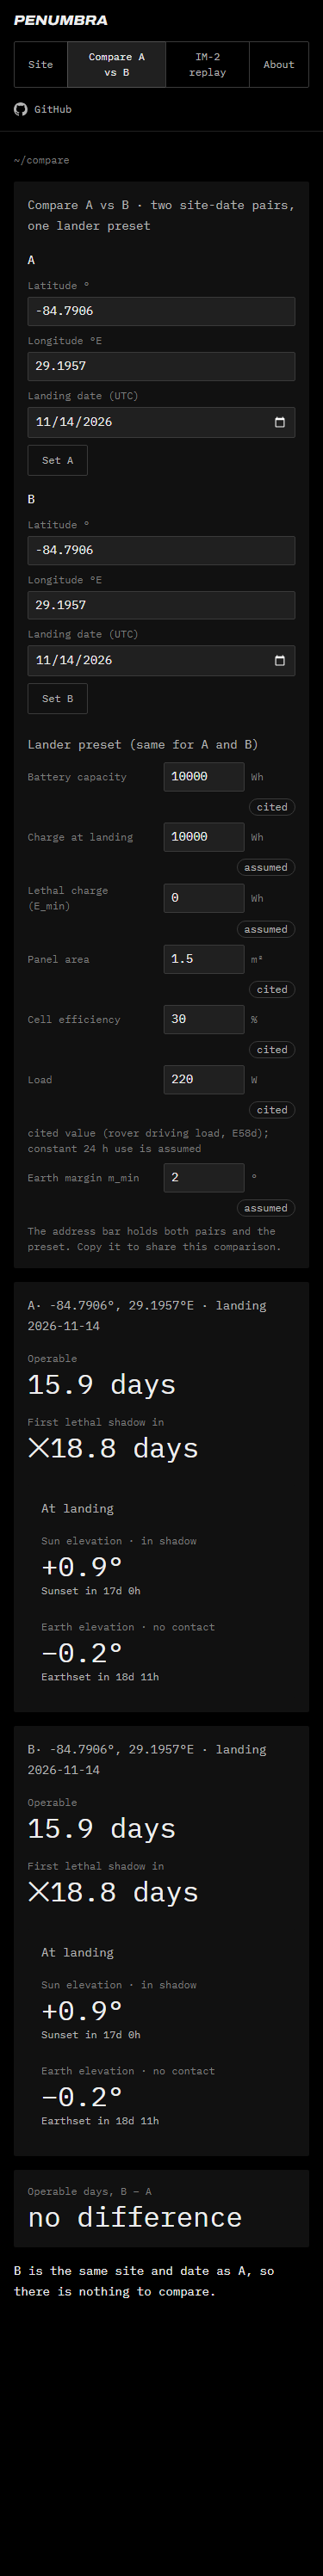 PENUMBRA
Site
Compare A
vs B
IM-2
replay
About
GitHub
~/compare
Compare A vs B · two site-date pairs,
one lander preset
A
Latitude °
-84.7906
Longitude °E
29.1957
Landing date (UTC)
11/14/2026
Set A
B
Latitude °
-84.7906
Longitude °E
29.1957
Landing date (UTC)
11/14/2026
Set B
Lander preset (same for A and B)
Battery capacity 10000 Wh
cited
Charge at landing 10000 Wh
assumed
Lethal charge
(E_min) 0 Wh
assumed
Panel area 1.5 m²
cited
Cell efficiency 30 %
cited
Load 220 W
cited
cited value (rover driving load, E58d);
constant 24 h use is assumed
Earth margin m_min 2 °
assumed
The address bar holds both pairs and the
preset. Copy it to share this comparison.
A· -84.7906°, 29.1957°E · landing
2026-11-14
Operable
15.9 days
First lethal shadow in
✕18.8 days
At landing
Sun elevation · in shadow
+0.9°
Sunset in 17d 0h
Earth elevation · no contact
−0.2°
Earthset in 18d 11h
B· -84.7906°, 29.1957°E · landing
2026-11-14
Operable
15.9 days
First lethal shadow in
✕18.8 days
At landing
Sun elevation · in shadow
+0.9°
Sunset in 17d 0h
Earth elevation · no contact
−0.2°
Earthset in 18d 11h
Operable days, B − A
no difference
B is the same site and date as A, so
there is nothing to compare.